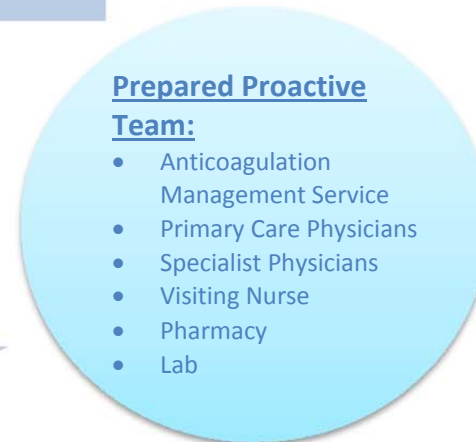 Prepared Proactive
Team:
• Anticoagulation
Management Service
• Primary Care Physicians
• Specialist Physicians
• Visiting Nurse
• Pharmacy
• Lab